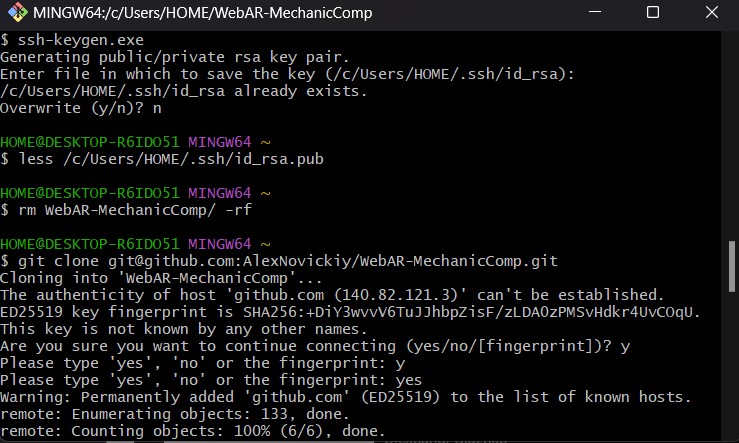 MINGW64:/c/Users/HOME/WebAR-MechanicComp
$ ssh-keygen.exe
Generating public/private rsa key pair.
Enter file in which to save the key (/c/Users/HOME/.ssh/id_rsa):
/c/Users/HOME/.ssh/id_rsa already exists.
Overwrite (y/n)? n
HOME@DESKTOP-R6IDO51 MINGW64 ~
$ less /c/Users/HOME/.ssh/id_rsa.pub
HOME@DESKTOP-R6IDO51 MINGW64 ~
$ rm WebAR-MechanicComp/ -rf
HOME@DESKTOP-R6IDO51 MINGW64 ~
$ git clone git@github.com:AlexNovickiy/WebAR-MechanicComp.git
Cloning into 'WebAR-MechanicComp'...
The authenticity of host 'github.com (140.82.121.3)' can't be established.
ED25519 key fingerprint is SHA256:+DiY3wvvV6TuJJhbpZisF/zLDA0zPMSvHdkr4UvCOqU.
This key is not known by any other names.
Are you sure you want to continue connecting (yes/no/[fingerprint])? y
Please type 'yes', 'no' or the fingerprint: y
Please type 'yes', 'no' or the fingerprint: yes
Warning: Permanently added 'github.com' (ED25519) to the list of known hosts.
remote: Enumerating objects: 133, done.
remote: Counting objects: 100% (6/6), done.